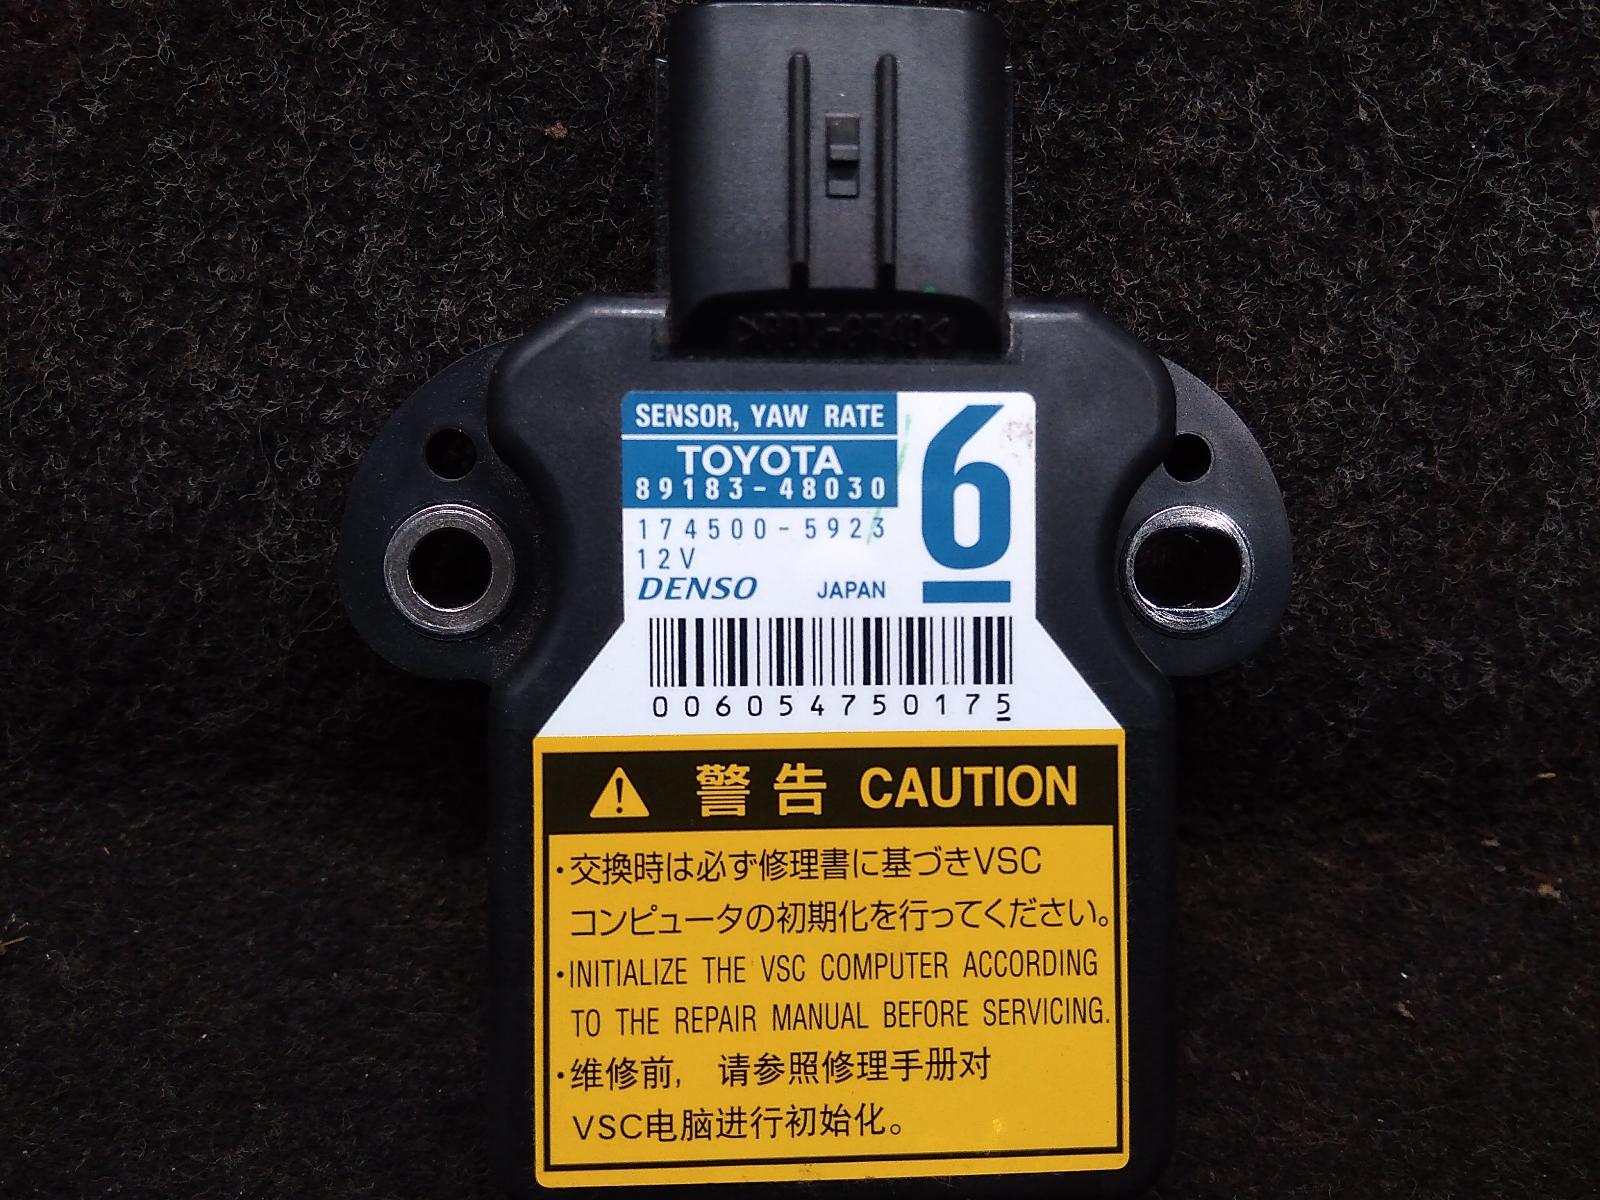 >PBT-GF40<
SENSOR, YAW RATE
TOYOTA
89183-48030
6
174500-5923
12V
DENSO JAPAN
006054750175
警告 CAUTION
・交換時は必ず修理書に基づきVSC
コンピュータの初期化を行ってください。
・INITIALIZE THE VSC COMPUTER ACCORDING
TO THE REPAIR MANUAL BEFORE SERVICING.
・维修前, 请参照修理手册对
VSC电脑进行初始化。